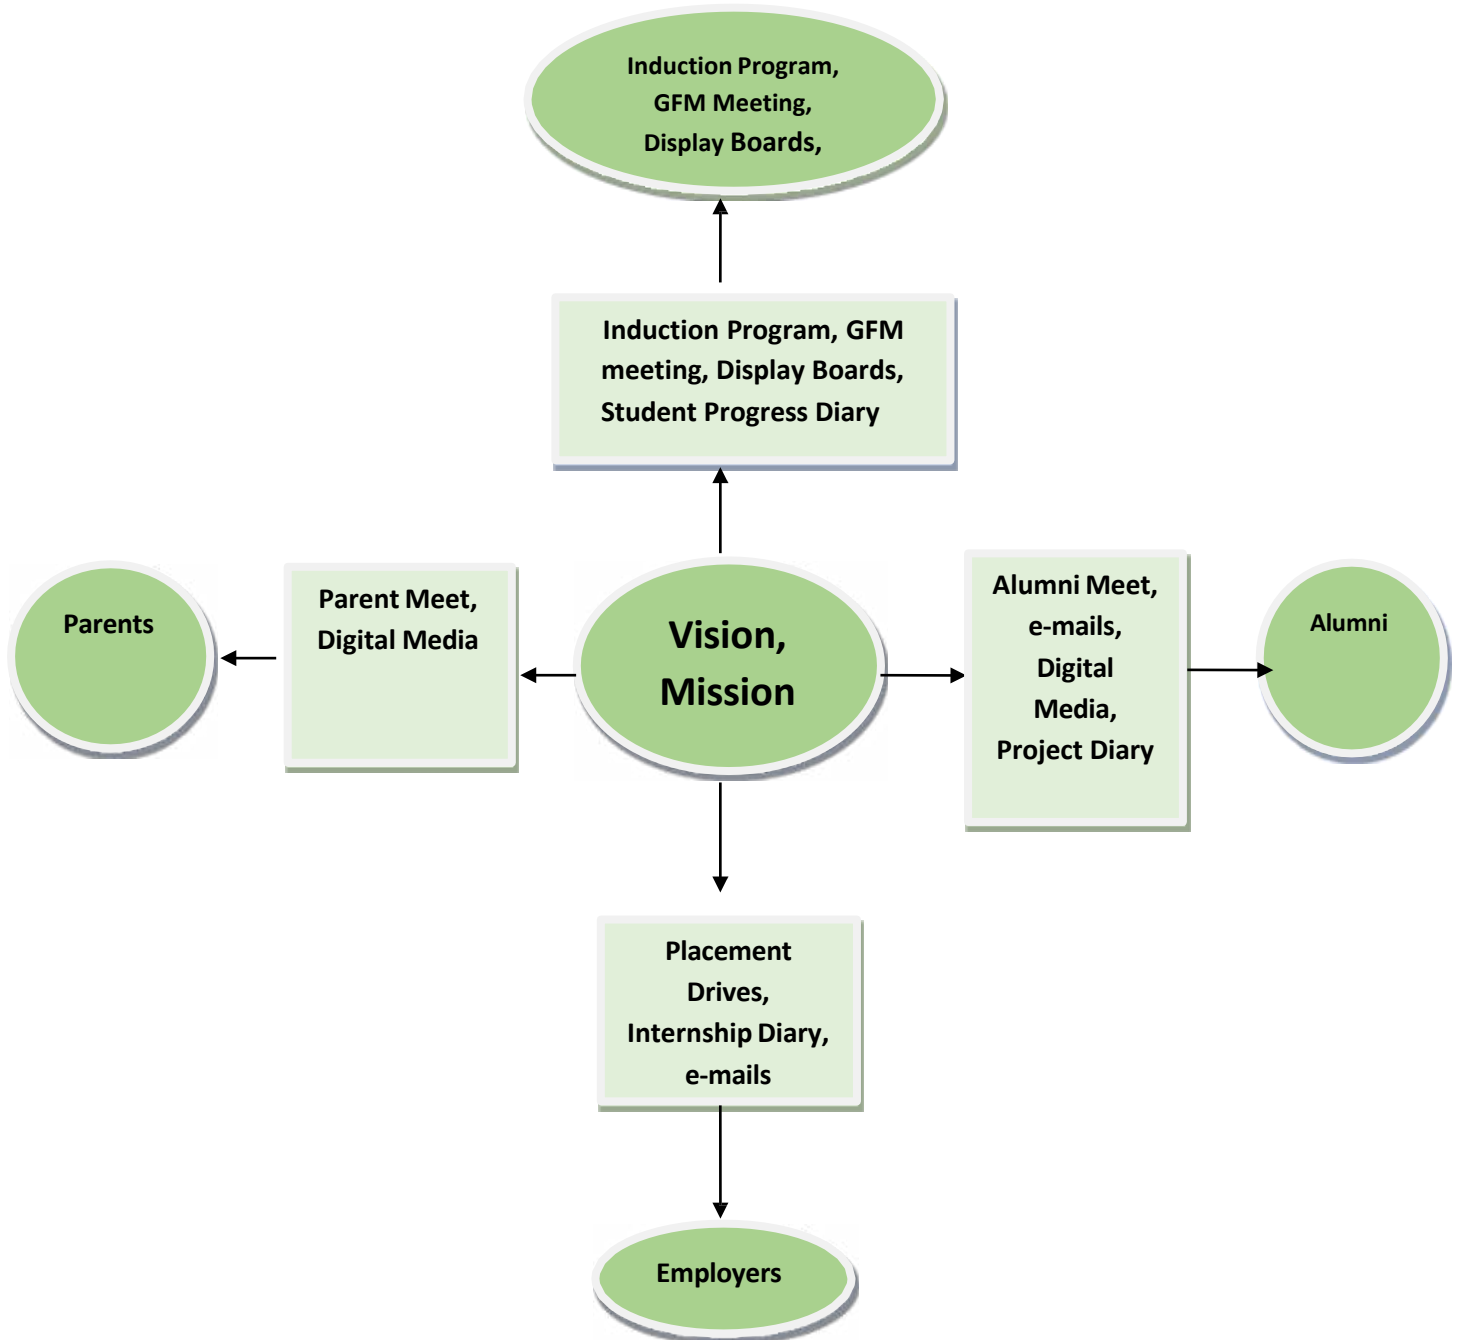 Induction Program,
GFM Meeting,
Display Boards,
Induction Program, GFM
meeting, Display Boards,
Student Progress Diary
Parents
Parent Meet,
Digital Media
Vision,
Mission
Alumni Meet,
e-mails,
Digital
Media,
Project Diary
Alumni
Placement
Drives,
Internship Diary,
e-mails
Employers